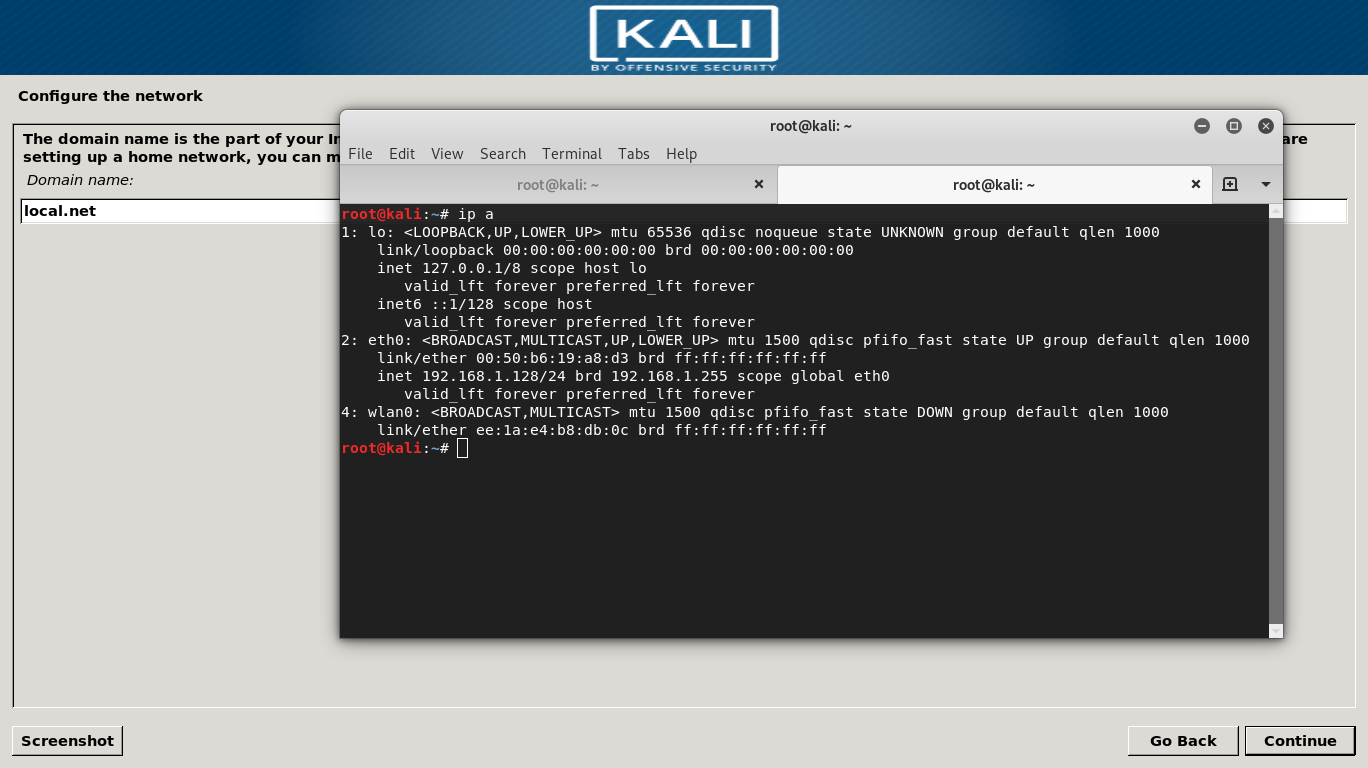 KALI
BY OFFENSIVE SECURITY
Configure the network
The domain name is the part of your
are
setting up a home network, you can
Domain name:
local.net
root@kali: ~
File Edit View Search Terminal Tabs Help
root@kali: ~ root@kali: ~
root@kali:~# ip a
1: lo: <LOOPBACK,UP,LOWER_UP> mtu 65536 qdisc noqueue state UNKNOWN group default qlen 1000
    link/loopback 00:00:00:00:00:00 brd 00:00:00:00:00:00
    inet 127.0.0.1/8 scope host lo
       valid_lft forever preferred_lft forever
    inet6 ::1/128 scope host
       valid_lft forever preferred_lft forever
2: eth0: <BROADCAST,MULTICAST,UP,LOWER_UP> mtu 1500 qdisc pfifo_fast state UP group default qlen 1000
    link/ether 00:50:b6:19:a8:d3 brd ff:ff:ff:ff:ff:ff
    inet 192.168.1.128/24 brd 192.168.1.255 scope global eth0
       valid_lft forever preferred_lft forever
4: wlan0: <BROADCAST,MULTICAST> mtu 1500 qdisc pfifo_fast state DOWN group default qlen 1000
    link/ether ee:1a:e4:b8:db:0c brd ff:ff:ff:ff:ff:ff
root@kali:~#
Screenshot
Go Back Continue